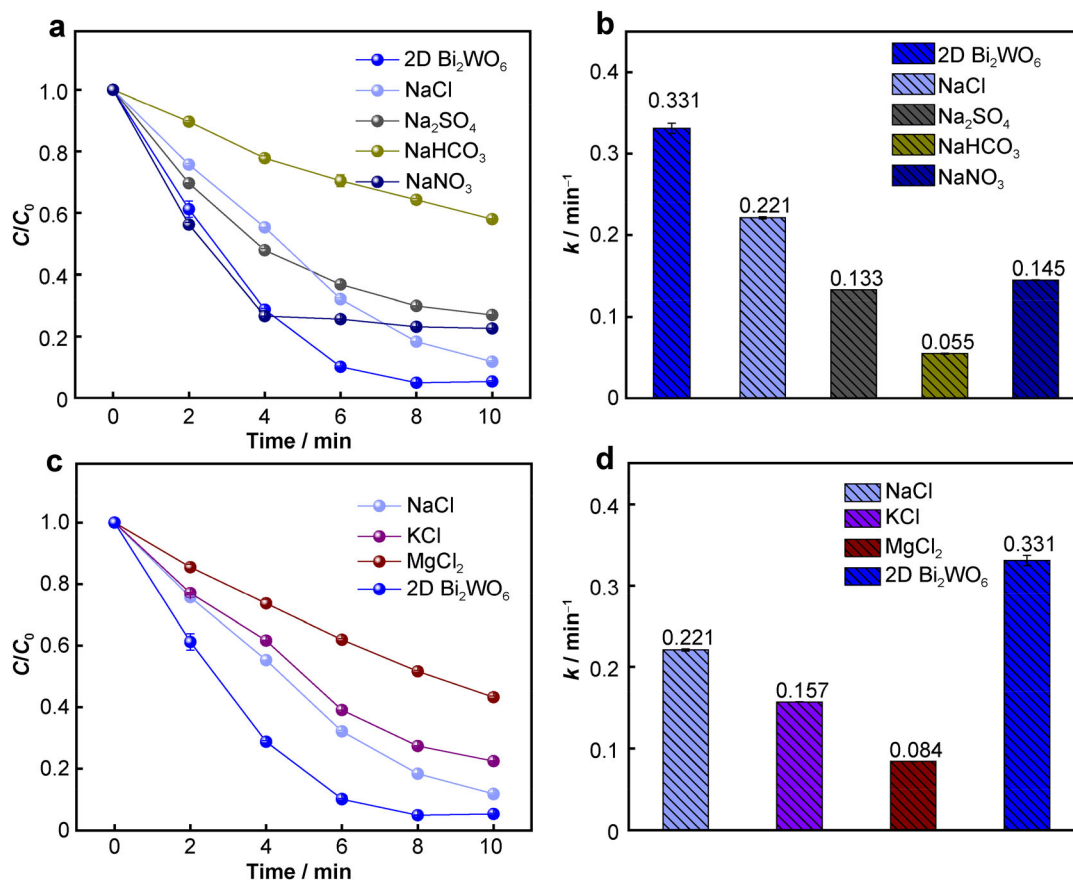 a
C/C₀
1.0
0.8
0.6
0.4
0.2
0
0 2 4 6 8 10
Time / min
2D Bi₂WO₆
NaCl
Na₂SO₄
NaHCO₃
NaNO₃
b
k / min⁻¹
0.4
0.3
0.2
0.1
0
0.331
0.221
0.133
0.055
0.145
2D Bi₂WO₆
NaCl
Na₂SO₄
NaHCO₃
NaNO₃
c
C/C₀
1.0
0.8
0.6
0.4
0.2
0
0 2 4 6 8 10
Time / min
NaCl
KCl
MgCl₂
2D Bi₂WO₆
d
k / min⁻¹
0.4
0.3
0.2
0.1
0
0.221
0.157
0.084
0.331
NaCl
KCl
MgCl₂
2D Bi₂WO₆